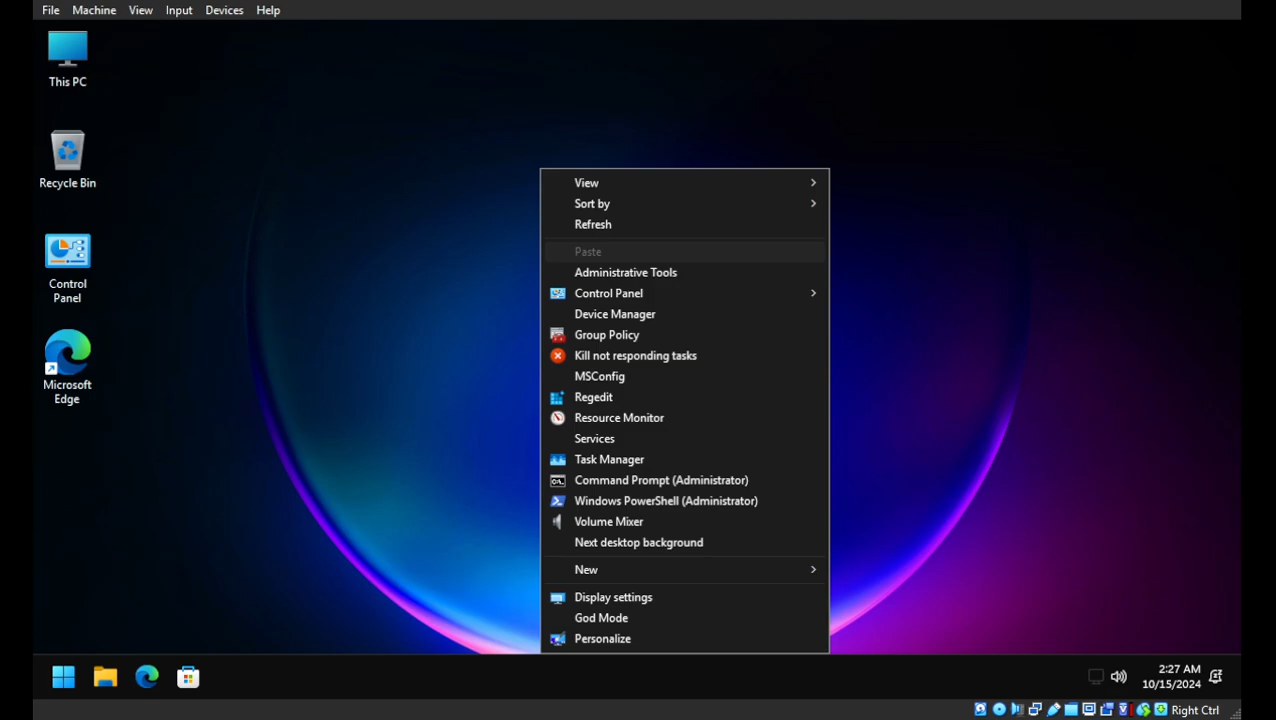 File Machine View Input Devices Help
This PC
Recycle Bin
Control
Panel
Microsoft
Edge
View
Sort by
Refresh
Paste
Administrative Tools
Control Panel
Device Manager
Group Policy
Kill not responding tasks
MSConfig
Regedit
Resource Monitor
Services
Task Manager
Command Prompt (Administrator)
Windows PowerShell (Administrator)
Volume Mixer
Next desktop background
New
Display settings
God Mode
Personalize
2:27 AM
10/15/2024
Right Ctrl